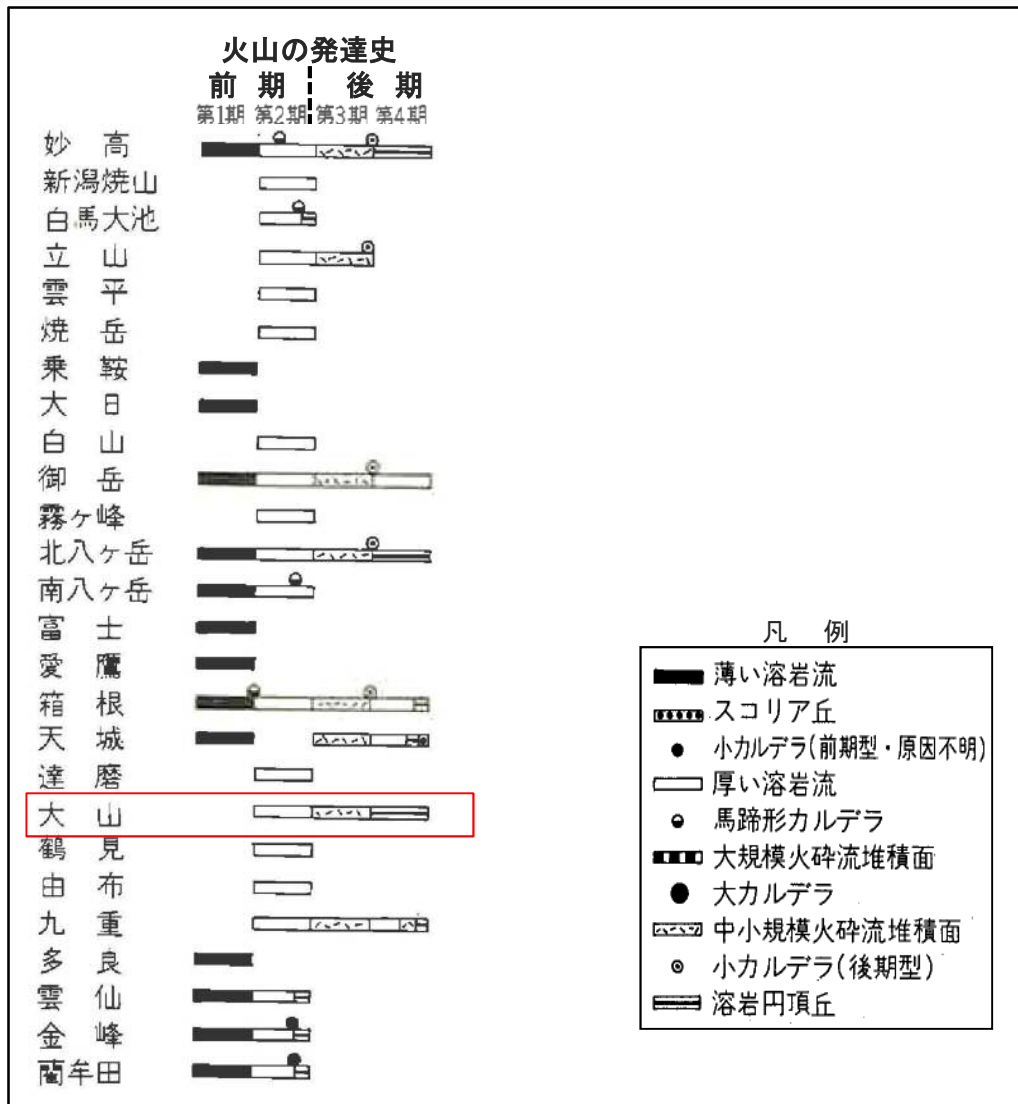 火山の発達史
前期 後期
第1期 第2期 第3期 第4期
妙高
新潟焼山
白馬大池
立山
雲平
焼岳
乗鞍
大日
白山
御岳
霧ヶ峰
北八ヶ岳
南八ヶ岳
富士
愛鷹
箱根
天城
達磨
大山
鶴見
由布
九重
多良
雲仙
金峰
藺牟田
凡例
薄い溶岩流
スコリア丘
小カルデラ(前期型・原因不明)
厚い溶岩流
馬蹄形カルデラ
大規模火砕流堆積面
大カルデラ
中小規模火砕流堆積面
小カルデラ(後期型)
溶岩円頂丘